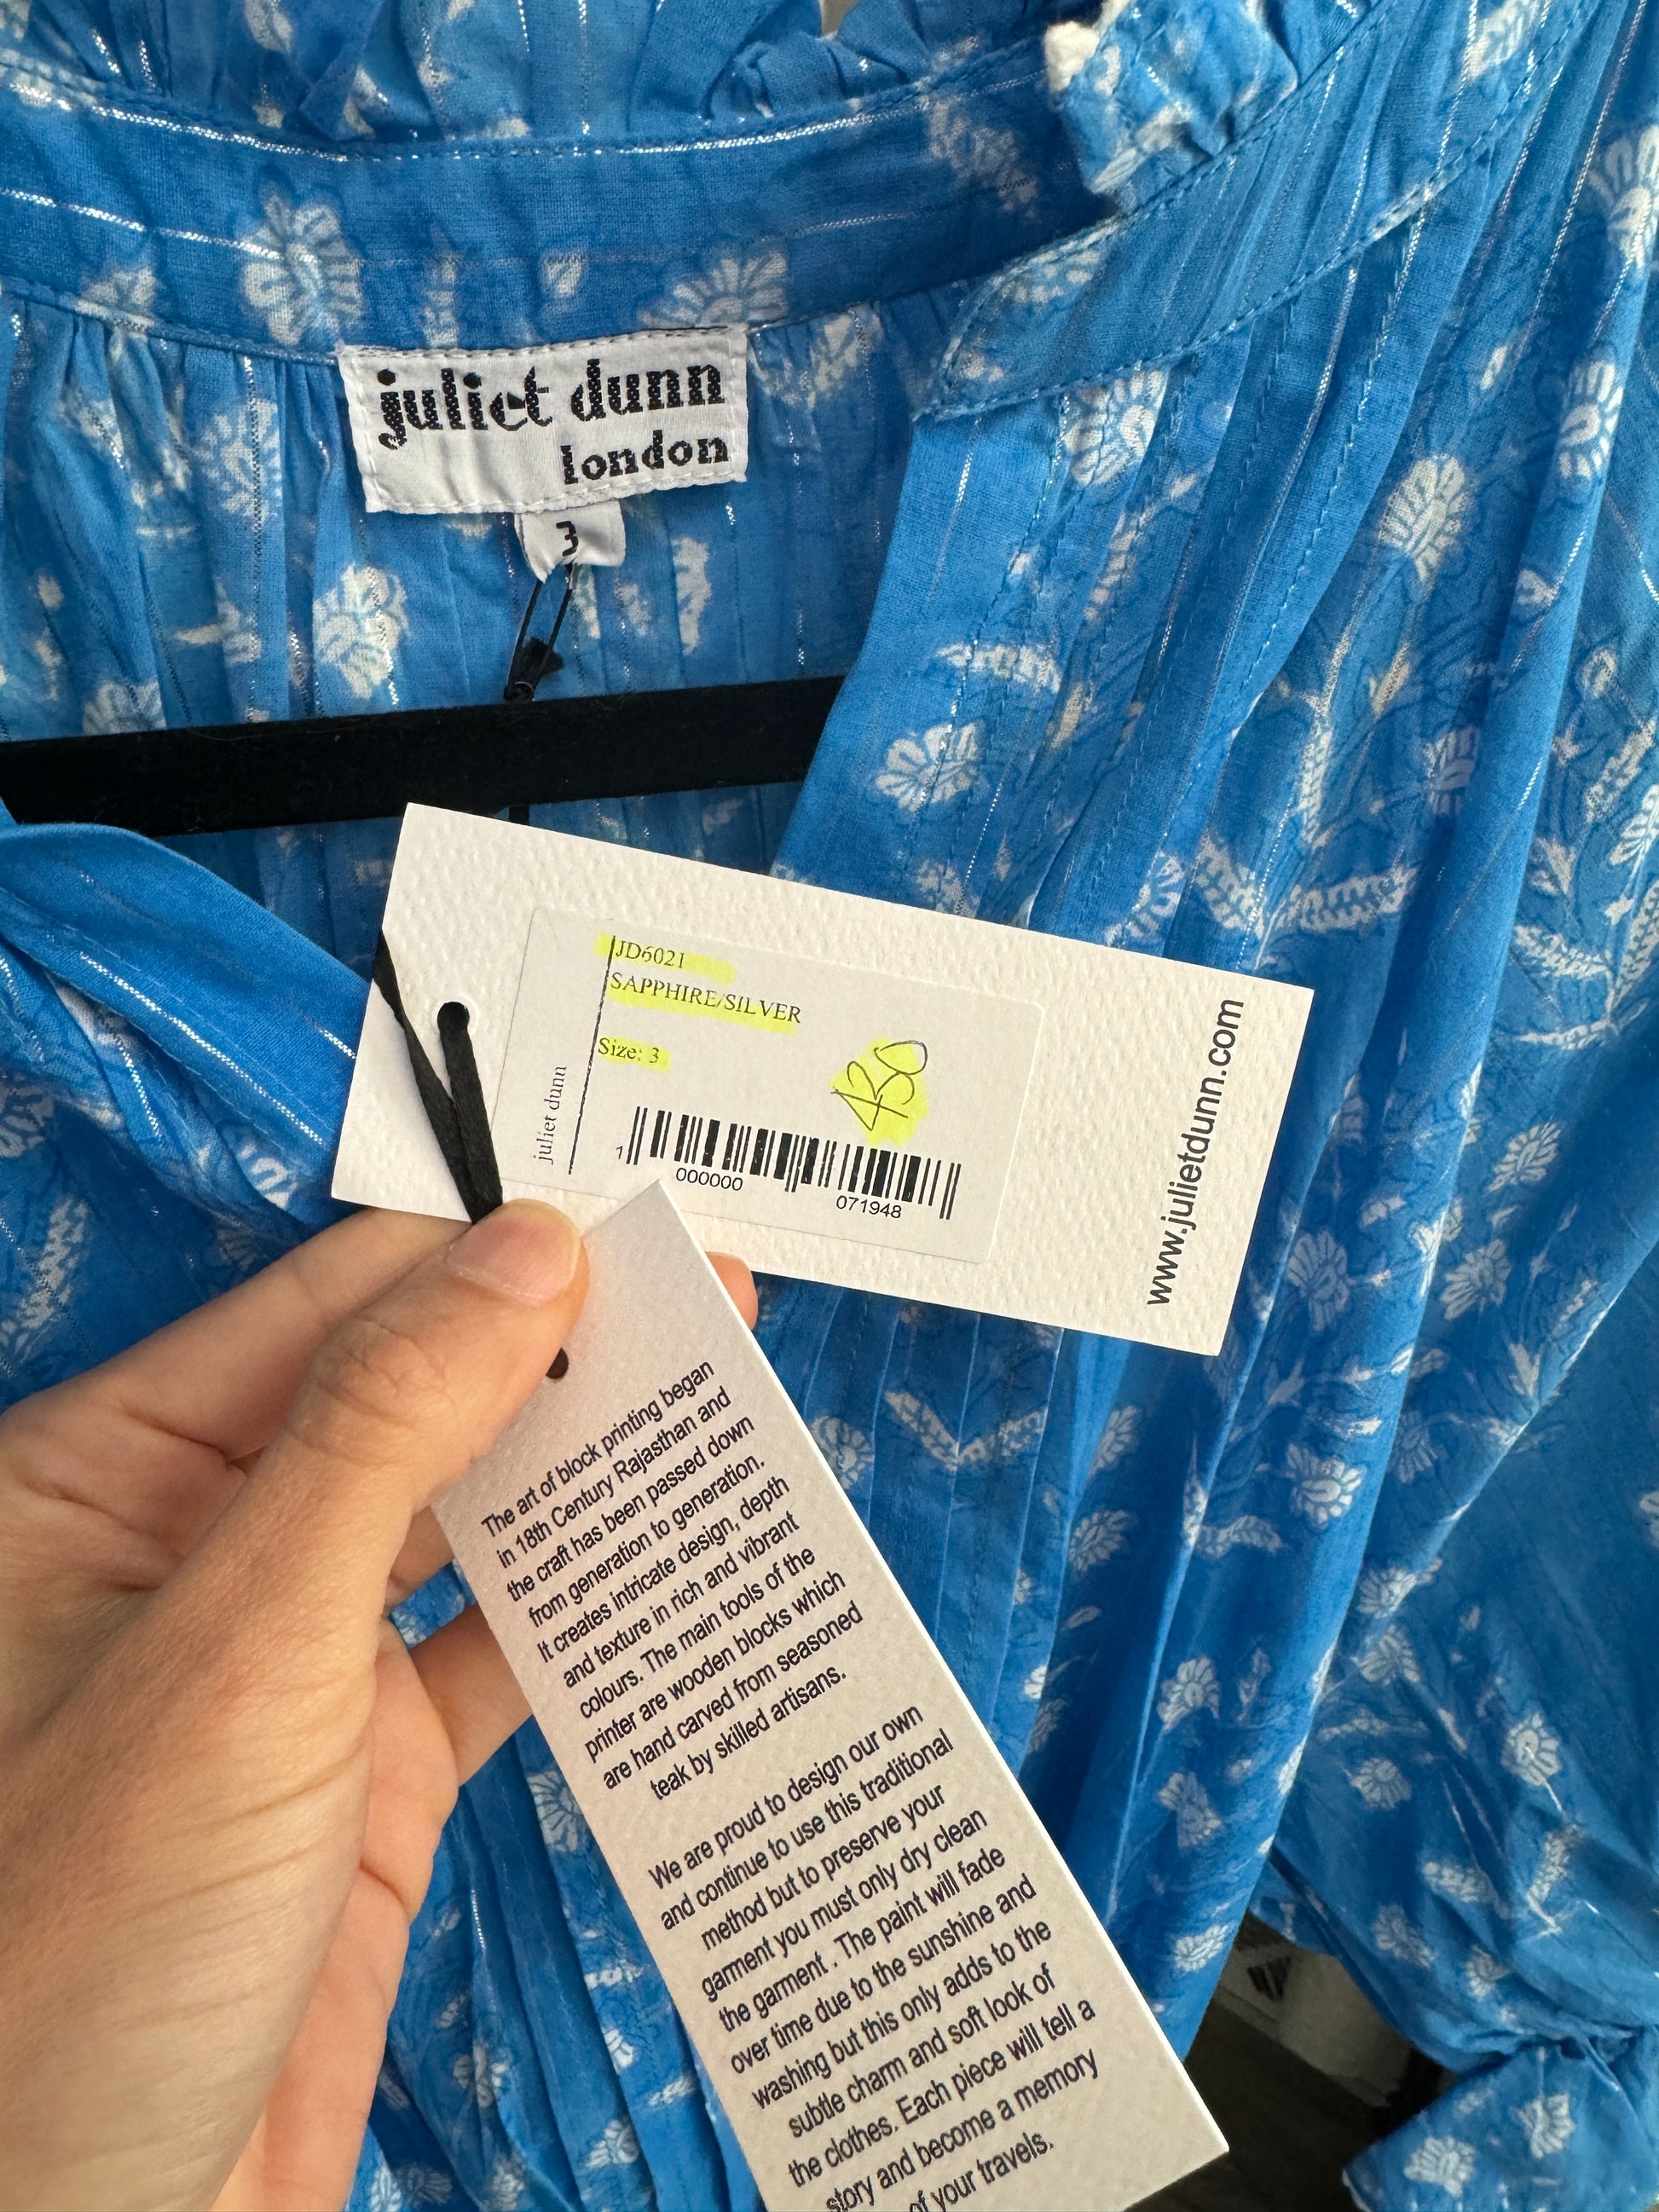 juliet dunn
london
3
JD6021
SAPPHIRE/SILVER
Size: 3
430
juliet dunn
1 000000 071948
www.julietdunn.com
The art of block printing began
in 18th Century Rajasthan and
the craft has been passed down
from generation to generation.
It creates intricate design, depth
and texture in rich and vibrant
colours. The main tools of the
printer are wooden blocks which
are hand carved from seasoned
teak by skilled artisans.
We are proud to design our own
and continue to use this traditional
method but to preserve your
garment you must only dry clean
the garment . The paint will fade
over time due to the sunshine and
washing but this only adds to the
subtle charm and soft look of
the clothes. Each piece will tell a
story and become a memory
of your travels.